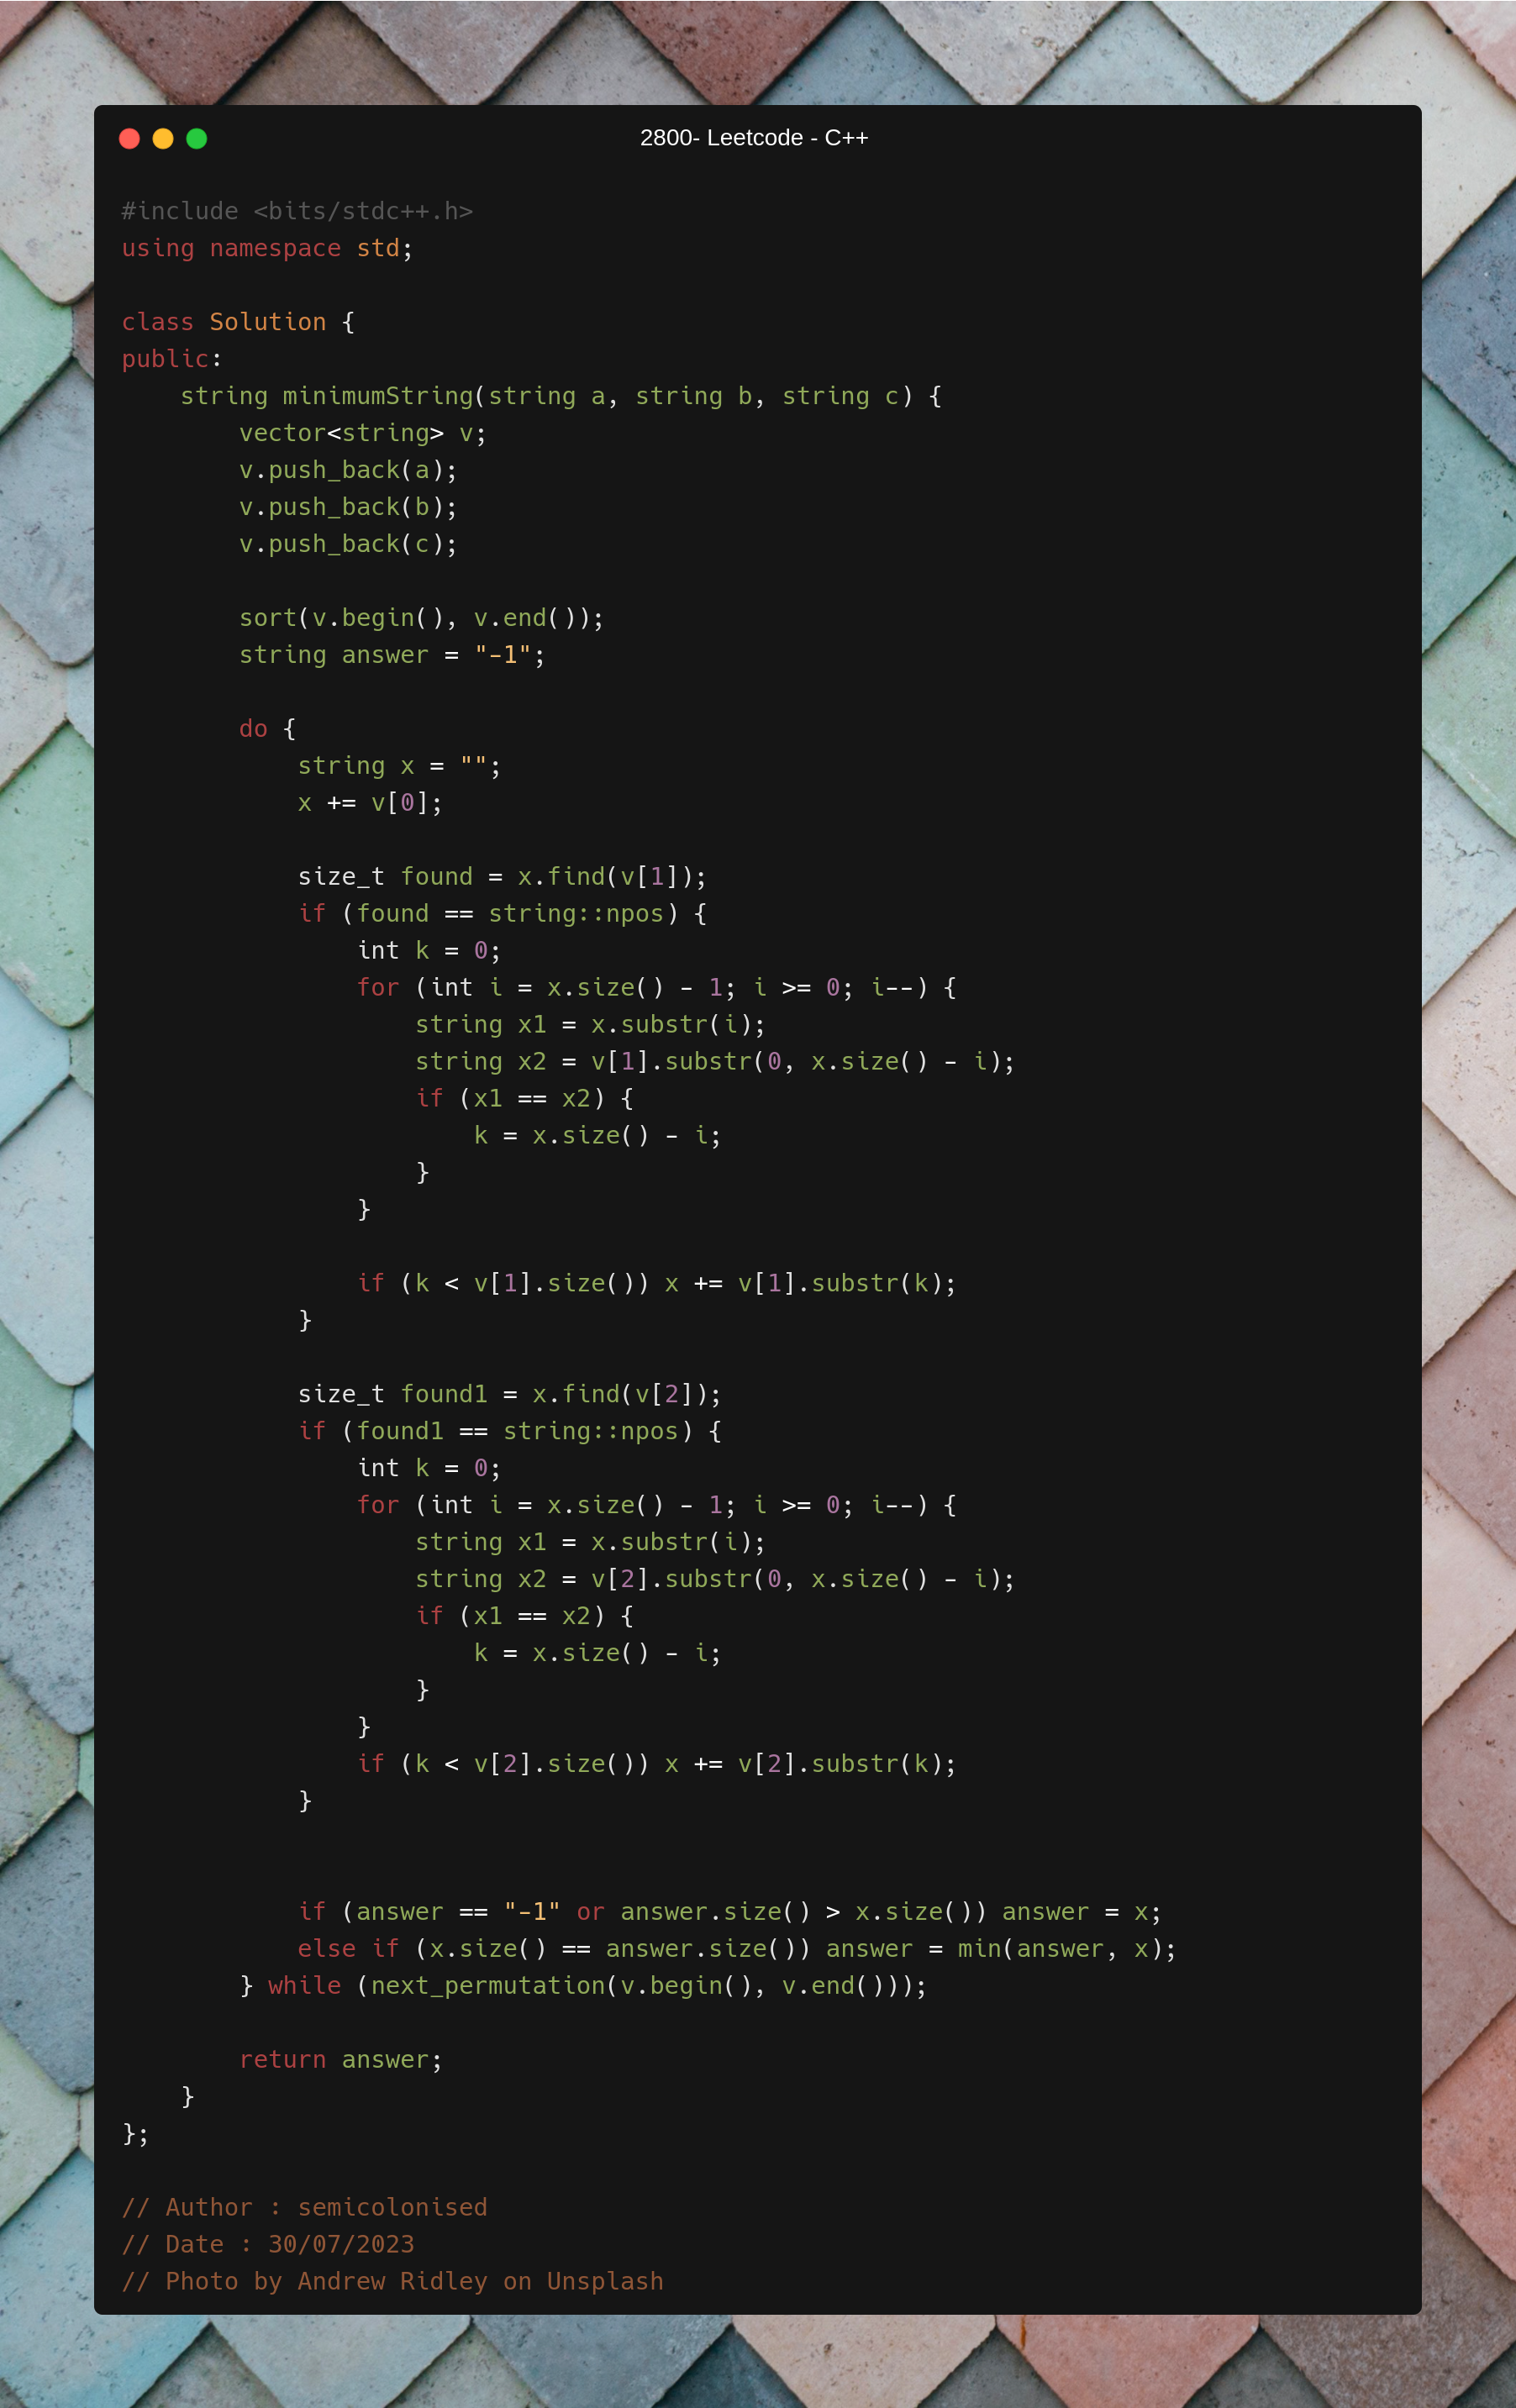 2800- Leetcode - C++
#include <bits/stdc++.h>
using namespace std;
class Solution {
public:
    string minimumString(string a, string b, string c) {
        vector<string> v;
        v.push_back(a);
        v.push_back(b);
        v.push_back(c);
        sort(v.begin(), v.end());
        string answer = "-1";
        do {
            string x = "";
            x += v[0];
            size_t found = x.find(v[1]);
            if (found == string::npos) {
                int k = 0;
                for (int i = x.size() - 1; i >= 0; i--) {
                    string x1 = x.substr(i);
                    string x2 = v[1].substr(0, x.size() - i);
                    if (x1 == x2) {
                        k = x.size() - i;
                    }
                }
                if (k < v[1].size()) x += v[1].substr(k);
            }
            size_t found1 = x.find(v[2]);
            if (found1 == string::npos) {
                int k = 0;
                for (int i = x.size() - 1; i >= 0; i--) {
                    string x1 = x.substr(i);
                    string x2 = v[2].substr(0, x.size() - i);
                    if (x1 == x2) {
                        k = x.size() - i;
                    }
                }
                if (k < v[2].size()) x += v[2].substr(k);
            }
            if (answer == "-1" or answer.size() > x.size()) answer = x;
            else if (x.size() == answer.size()) answer = min(answer, x);
        } while (next_permutation(v.begin(), v.end()));
        return answer;
    }
};
// Author : semicolonised
// Date : 30/07/2023
// Photo by Andrew Ridley on Unsplash